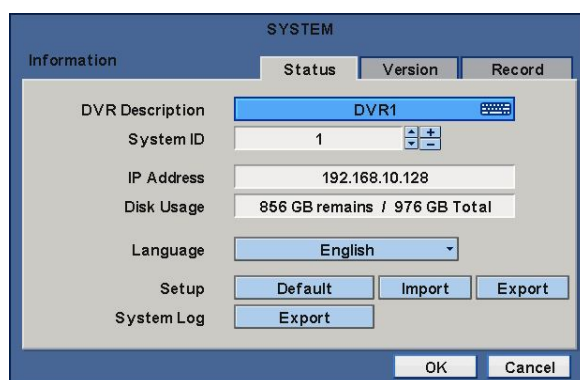 SYSTEM
Information
Status Version Record
DVR Description DVR1
System ID 1
IP Address 192.168.10.128
Disk Usage 856 GB remains / 976 GB Total
Language English
Setup Default Import Export
System Log Export
OK Cancel